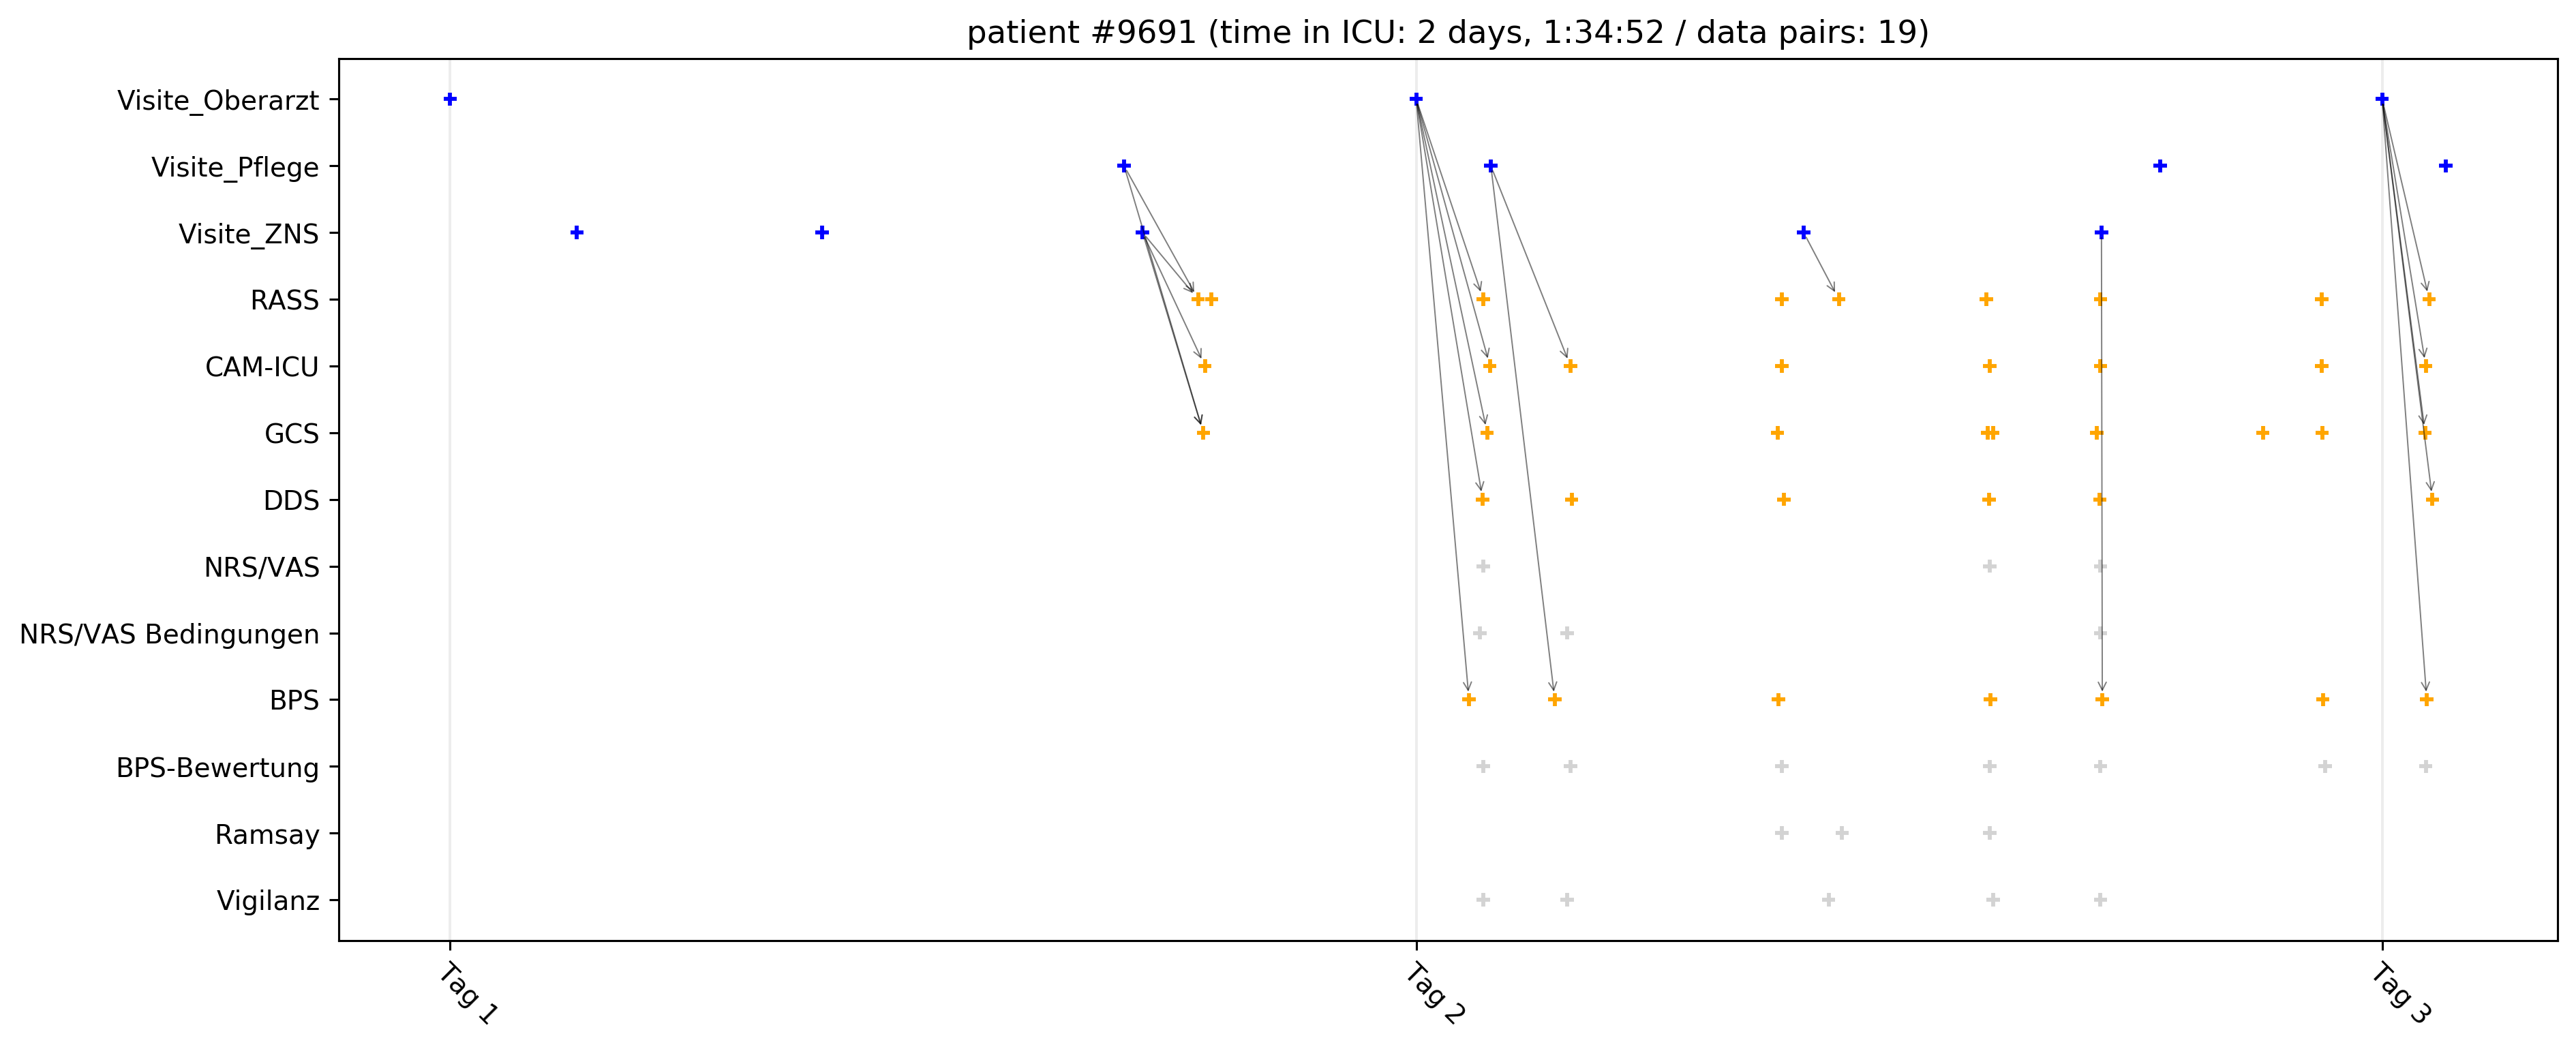 patient #9691 (time in ICU: 2 days, 1:34:52 / data pairs: 19)
Visite_Oberarzt
Visite_Pflege
Visite_ZNS
RASS
CAM-ICU
GCS
DDS
NRS/VAS
NRS/VAS Bedingungen
BPS
BPS-Bewertung
Ramsay
Vigilanz
Tag 1
Tag 2
Tag 3